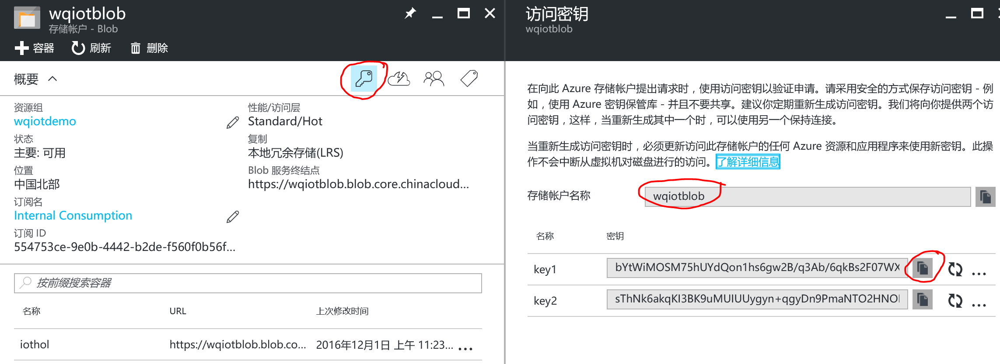 wqiotblob
存储帐户 - Blob
容器 刷新 删除
概要
资源组
wqiotdemo
状态
主要: 可用
位置
中国北部
订阅名
Internal Consumption
订阅 ID
554753ce-9e0b-4442-b2de-f560f0b56f...
性能/访问层
Standard/Hot
复制
本地冗余存储(LRS)
Blob 服务终结点
https://wqiotblob.blob.core.chinacloud...
按前缀搜索容器
名称 URL 上次修改时间
iothol https://wqiotblob.blob.co... 2016年12月1日 上午 11:23...
访问密钥
wqiotblob
在向此 Azure 存储帐户提出请求时，使用访问密钥以验证申请。请采用安全的方式保存访问密钥 - 例
如，使用 Azure 密钥保管库 - 并且不要共享。建议你定期重新生成访问密钥。我们将向你提供两个访
问密钥，这样，当重新生成其中一个时，可以使用另一个保持连接。
当重新生成访问密钥时，必须更新访问此存储帐户的任何 Azure 资源和应用程序来使用新密钥。此操
作不会中断从虚拟机对磁盘进行的访问。了解详细信息
存储帐户名称 wqiotblob
名称 密钥
key1 bYtWiMOSM75hUYdQon1hs6gw2B/q3Ab/6qkBs2F07WX
key2 sThNk6akqKI3BK9uMUIUUygyn+qgyDn9PmaNTO2HNO